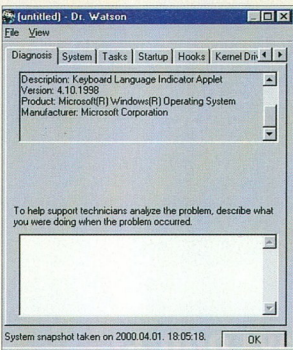 (untitled) - Dr. Watson
File View
Diagnosis System Tasks Startup Hooks Kernel Dri
Description: Keyboard Language Indicator Applet
Version: 4.10.1998
Product: Microsoft(R) Windows(R) Operating System
Manufacturer: Microsoft Corporation
To help support technicians analyze the problem, describe what
you were doing when the problem occurred.
System snapshot taken on 2000.04.01. 18:05:18.
OK